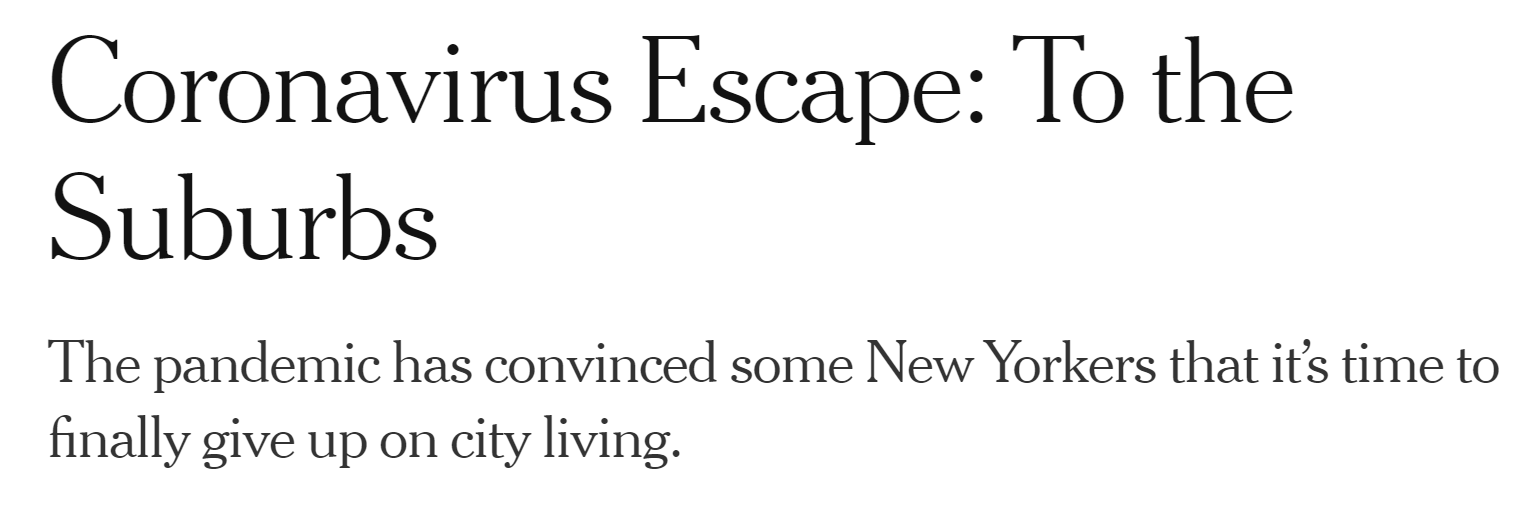 Coronavirus Escape: To the
Suburbs
The pandemic has convinced some New Yorkers that it’s time to
finally give up on city living.